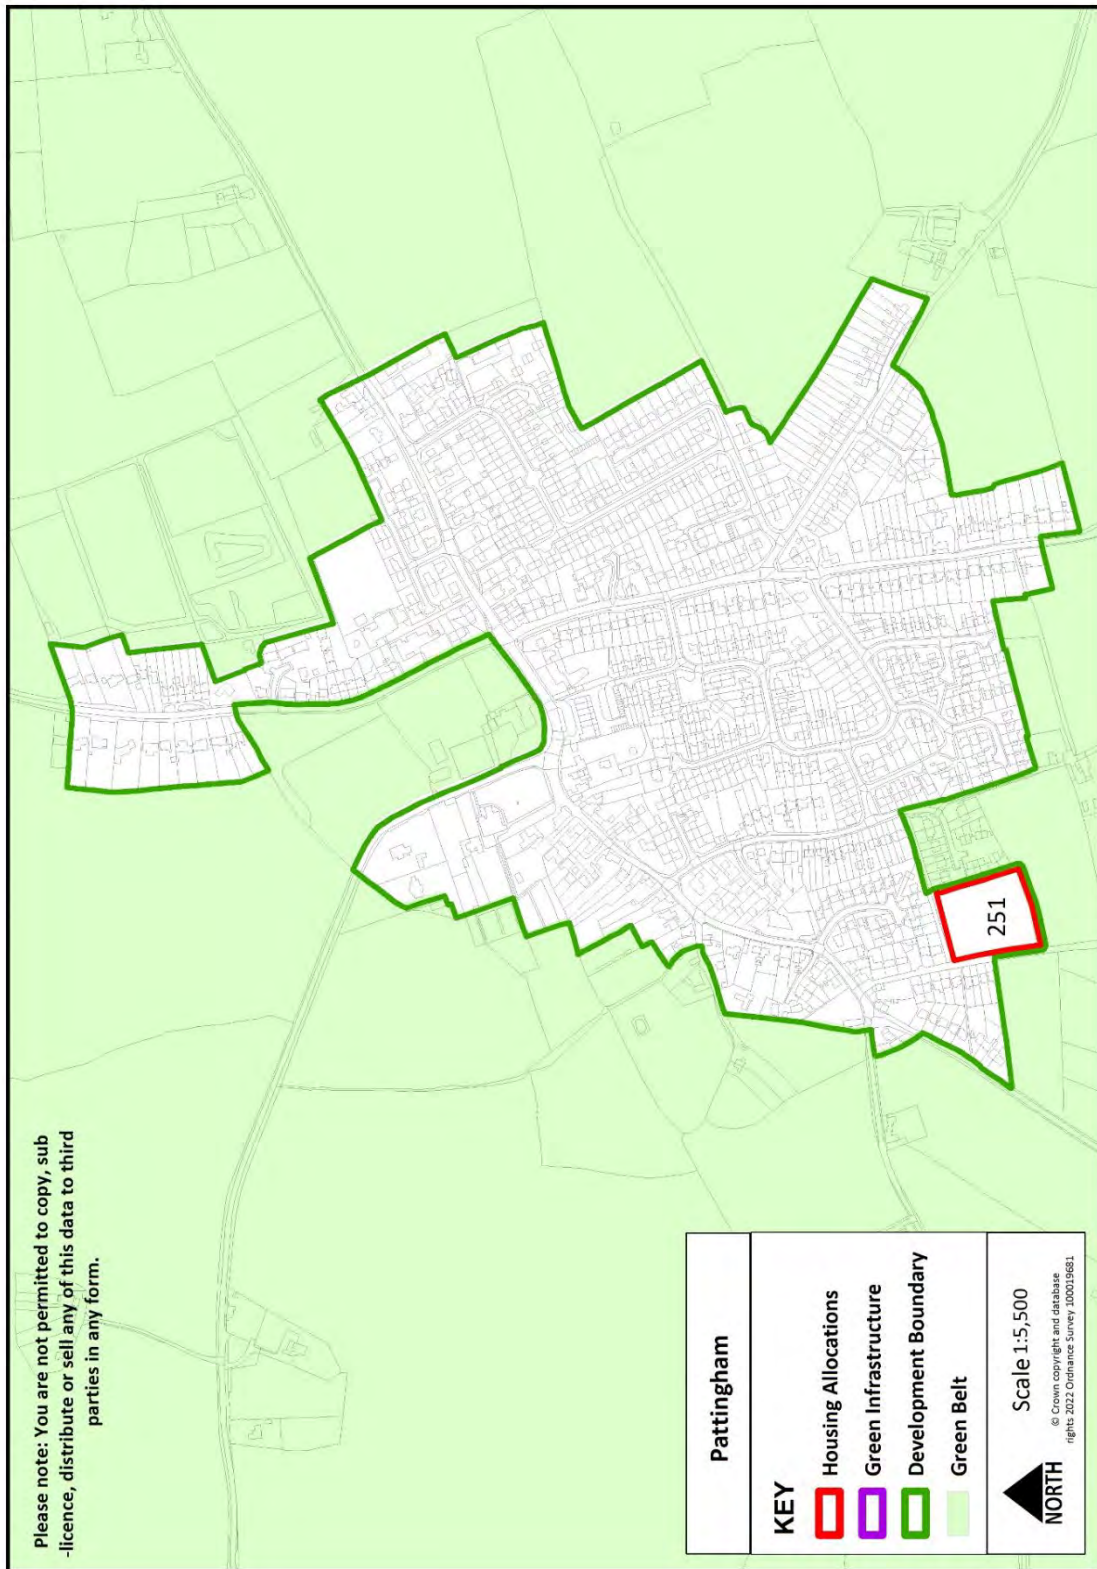 Please note: You are not permitted to copy, sub
-licence, distribute or sell any of this data to third
parties in any form.
251
Pattingham
KEY
Housing Allocations
Green Infrastructure
Development Boundary
Green Belt
NORTH
Scale 1:5,500
© Crown copyright and database
rights 2022 Ordnance Survey 100019681